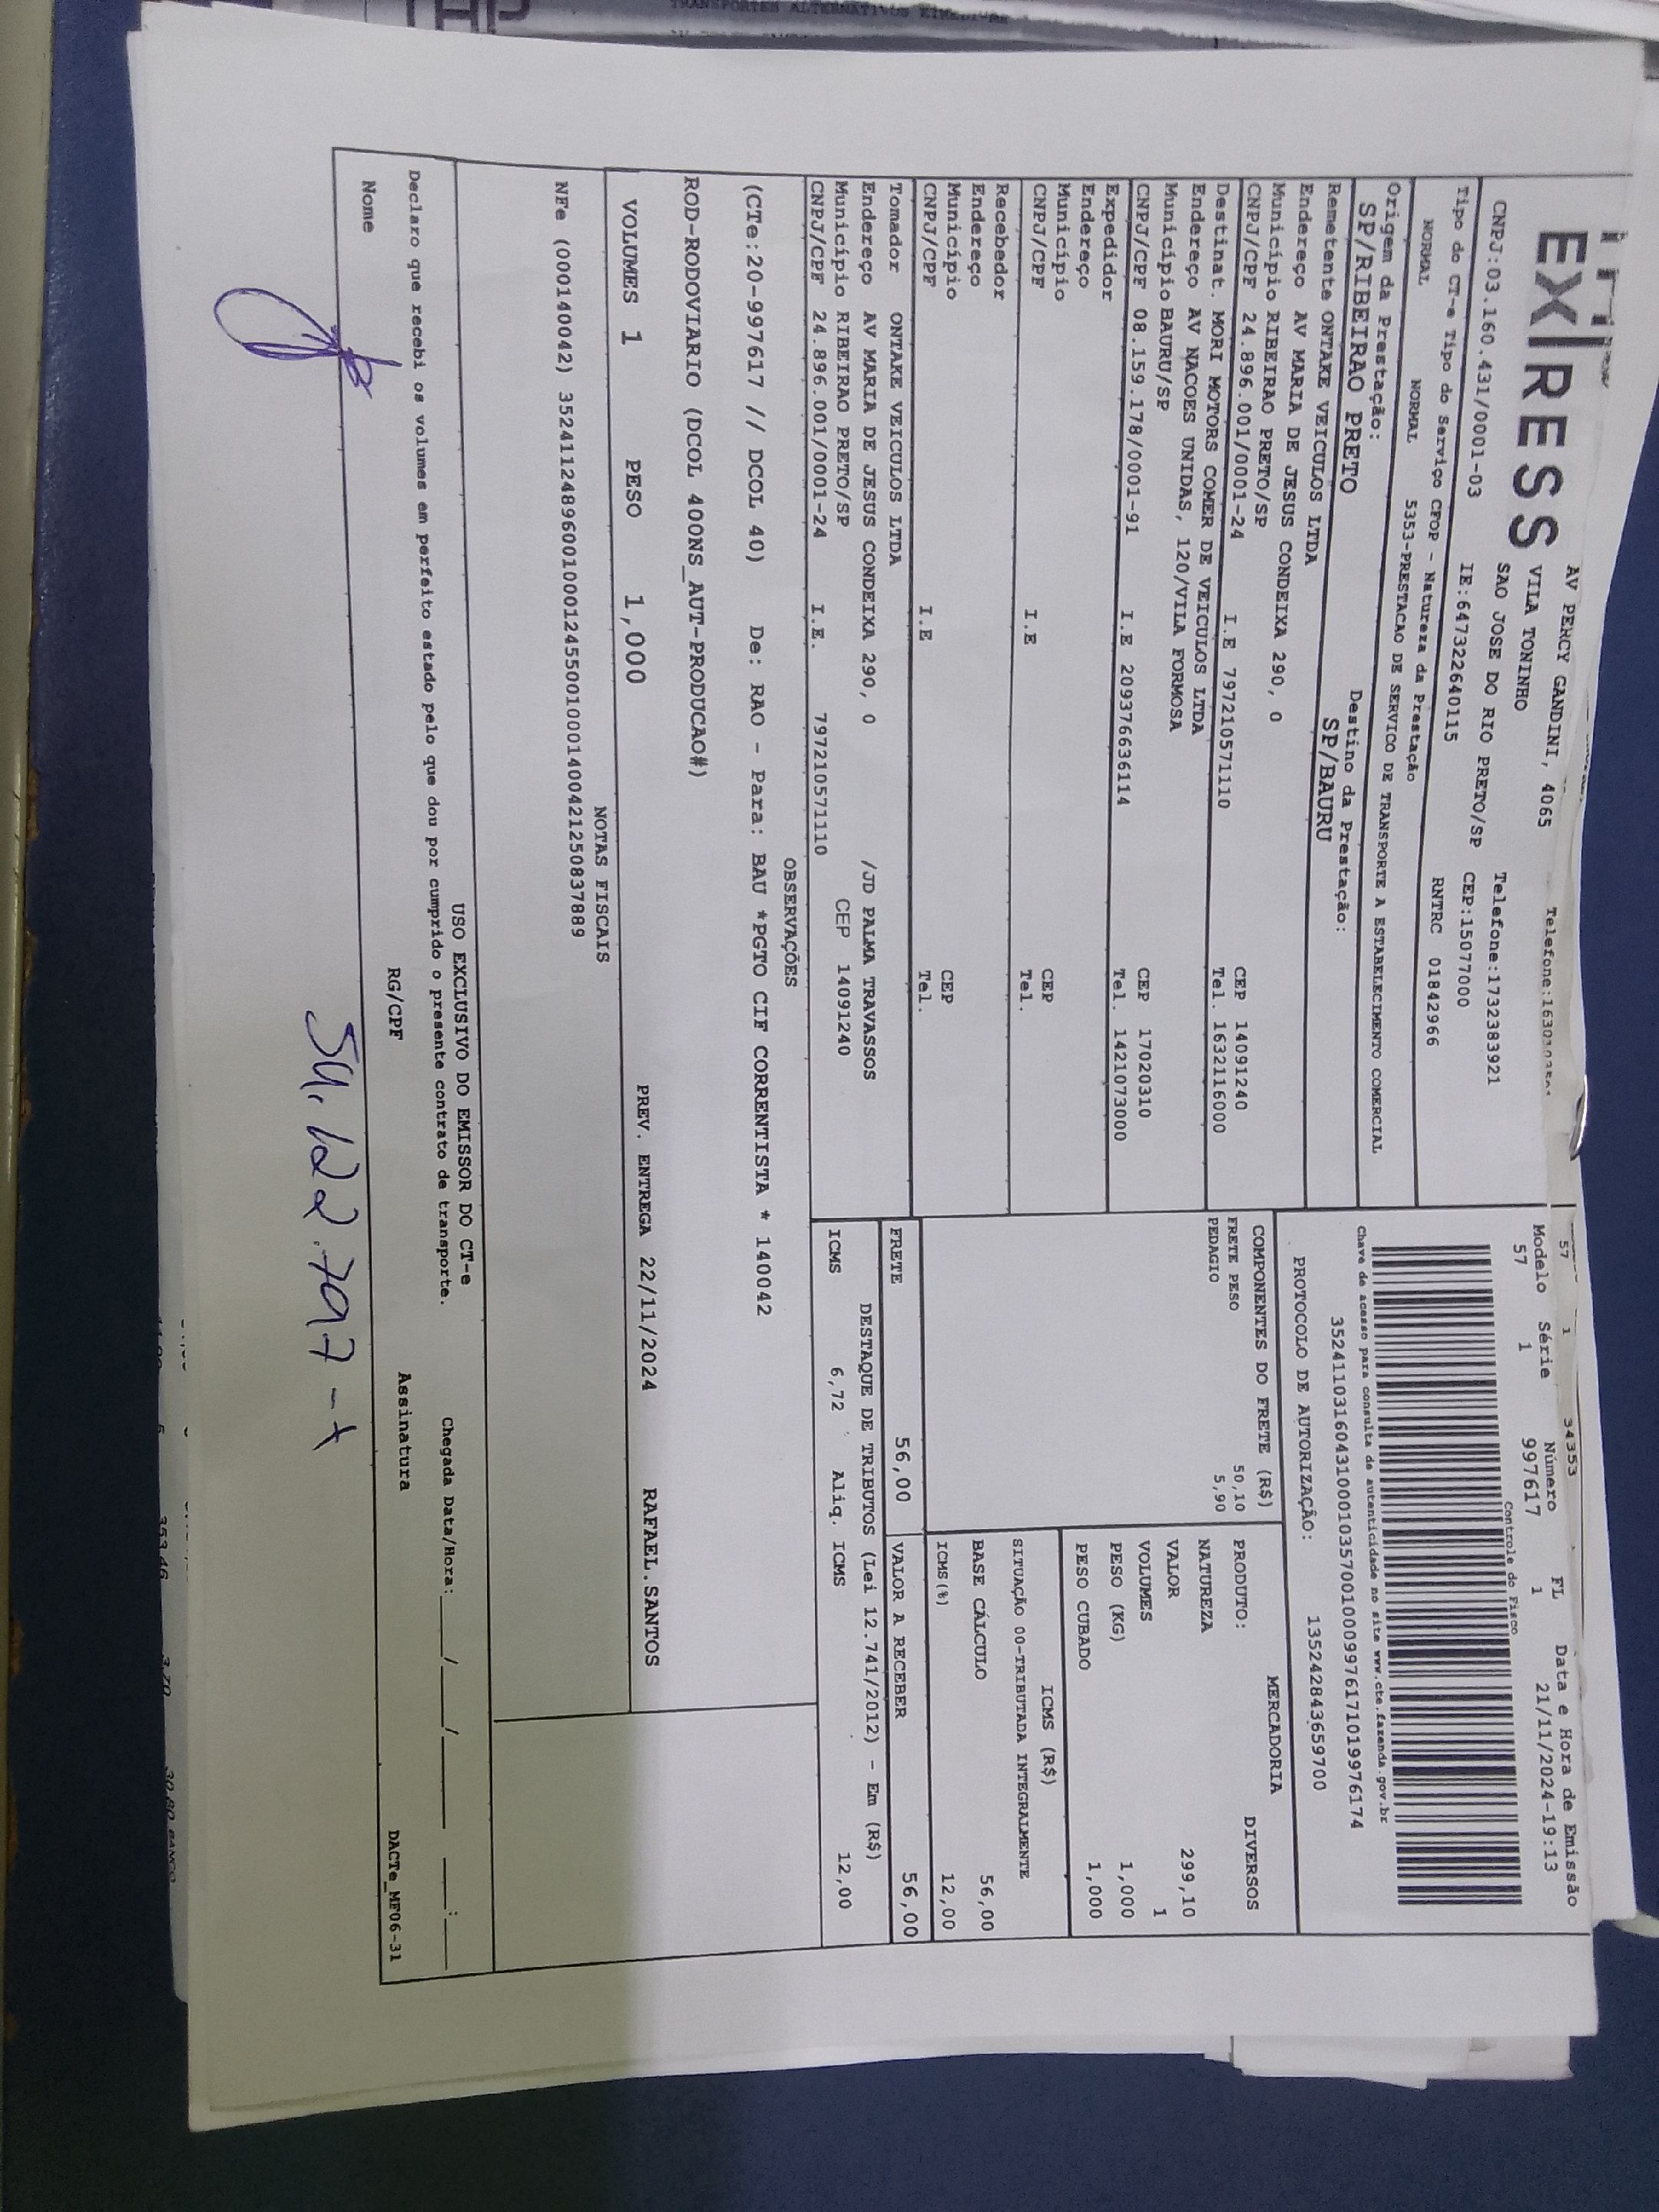 EXPRESS
AV PERCY GANDINI, 4065
VILA TONINHO
SAO JOSE DO RIO PRETO/SP Telefone:1732383921
CNPJ:03.160.431/0001-03 IE:647322640115 CEP:15077000
Tipo do CT-e Tipo do Serviço CFOP - Natureza da Prestação RNTRC 01842966
NORMAL NORMAL 5353-PRESTACAO DE SERVICO DE TRANSPORTE A ESTABELECIMENTO COMERCIAL
Origem da Prestação: Destino da Prestação:
SP/RIBEIRAO PRETO SP/BAURU
Remetente ONTAKE VEICULOS LTDA
Endereço AV MARIA DE JESUS CONDEIXA 290, 0
Município RIBEIRAO PRETO/SP CEP 14091240
CNPJ/CPF 24.896.001/0001-24 I.E 797210571110 Tel. 1632116000
Destinat. MORI MOTORS COMER DE VEICULOS LTDA
Endereço AV NACOES UNIDAS, 120/VILA FORMOSA
Município BAURU/SP CEP 17020310
CNPJ/CPF 08.159.178/0001-91 I.E 209376636114 Tel. 1421073000
Expedidor
Endereço
Município CEP
CNPJ/CPF I.E Tel.
Recebedor
Endereço
Município CEP
CNPJ/CPF I.E Tel.
Tomador ONTAKE VEICULOS LTDA
Endereço AV MARIA DE JESUS CONDEIXA 290, 0 /JD PALMA TRAVASSOS
Município RIBEIRAO PRETO/SP CEP 14091240
CNPJ/CPF 24.896.001/0001-24 I.E. 797210571110
57 1 34353
Modelo Série Número FL Data e Hora de Emissão
57 1 997617 1 21/11/2024-19:13
Controle do Fisco
Chave de acesso para consulta de autenticidade no site www.cte.fazenda.gov.br
35241103160431000103570010009976171019976174
PROTOCOLO DE AUTORIZAÇÃO: 135242843659700
COMPONENTES DO FRETE (R$)
FRETE PESO 50,10
PEDAGIO 5,90
MERCADORIA
PRODUTO: DIVERSOS
NATUREZA
VALOR 299,10
VOLUMES 1
PESO (KG) 1,000
PESO CUBADO 1,000
ICMS (R$)
SITUAÇÃO 00-TRIBUTADA INTEGRALMENTE
BASE CÁLCULO 56,00
ICMS(%) 12,00
FRETE 56,00 VALOR A RECEBER 56,00
DESTAQUE DE TRIBUTOS (Lei 12.741/2012) - Em (R$)
ICMS 6,72 Aliq. ICMS 12,00
OBSERVAÇÕES
(CTe:20-997617 // DCOL 40) De: RAO - Para: BAU *PGTO CIF CORRENTISTA * 140042
ROD-RODOVIARIO (DCOL 400NS_AUT-PRODUCAO#)
VOLUMES 1 PESO 1,000 PREV. ENTREGA 22/11/2024 RAFAEL.SANTOS
NOTAS FISCAIS
NFe (000140042) 35241124896001000124550010001400421250837889
USO EXCLUSIVO DO EMISSOR DO CT-e
Declaro que recebi os volumes em perfeito estado pelo que dou por cumprido o presente contrato de transporte. Chegada Data/Hora:____/____/______ ____:____
Nome RG/CPF Assinatura DACTe_MF06-31